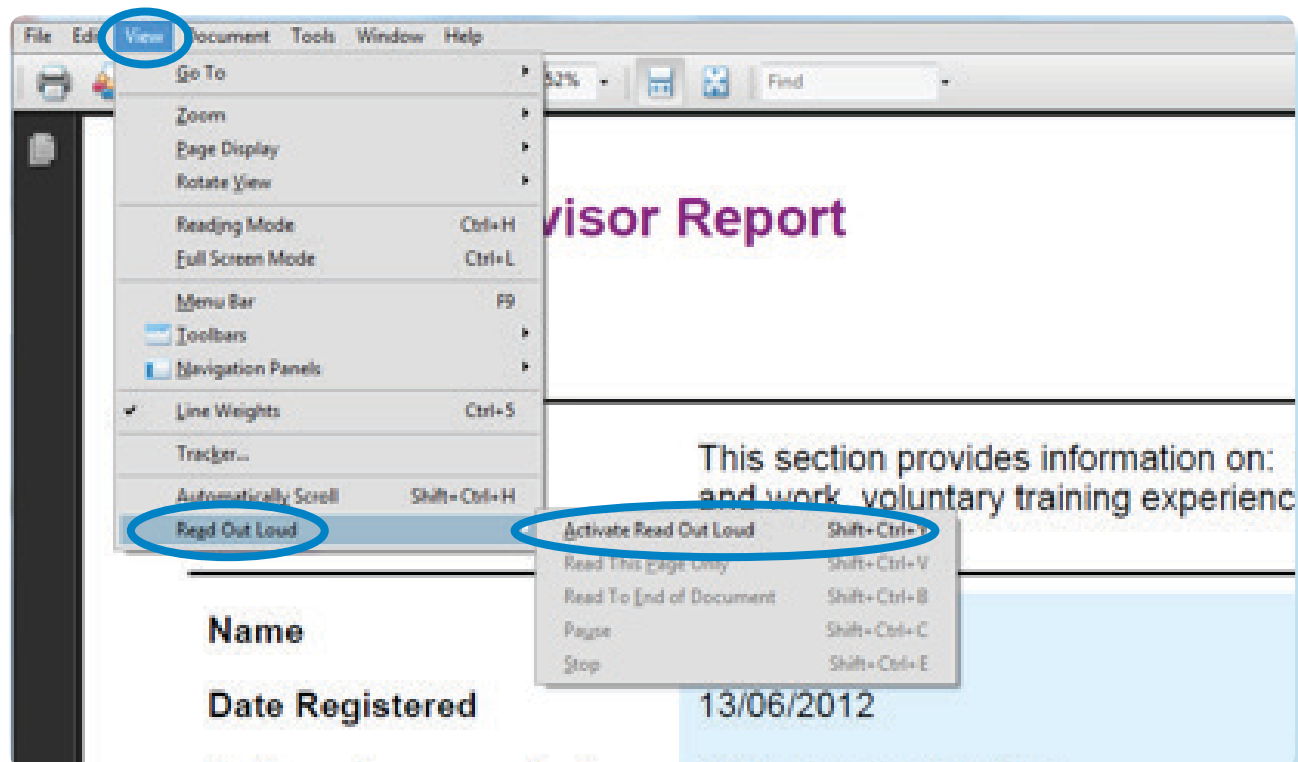 File Edit View Document Tools Window Help
Go To
52%
Find
Zoom
Page Display
Rotate View
visor Report
Reading Mode Ctrl+H
Full Screen Mode Ctrl+L
Menu Bar F9
Toolbars
Navigation Panels
Line Weights Ctrl+5
Tracker...
This section provides information on:
Automatically Scroll Shift+Ctrl+H
and work, voluntary training experienc
Read Out Loud
Activate Read Out Loud Shift+Ctrl+Y
Read This Page Only Shift+Ctrl+V
Read To End of Document Shift+Ctrl+B
Name
Pause Shift+Ctrl+C
Stop Shift+Ctrl+E
Date Registered 13/06/2012